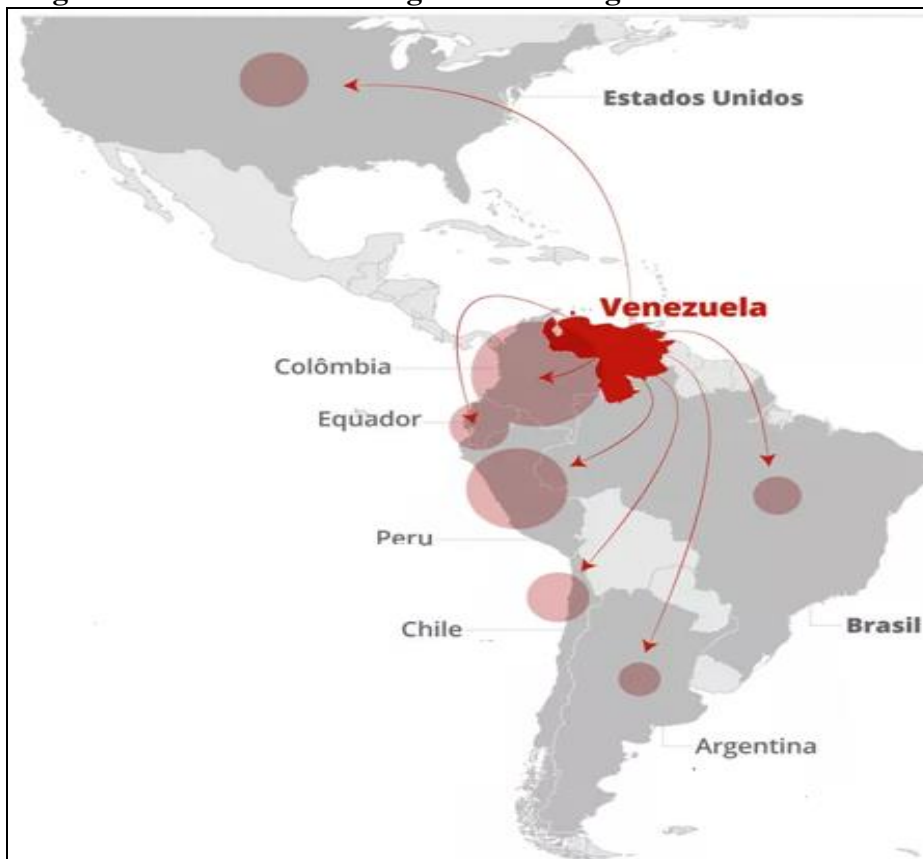 Estados Unidos
Venezuela
Colômbia
Equador
Peru
Chile
Brasil
Argentina